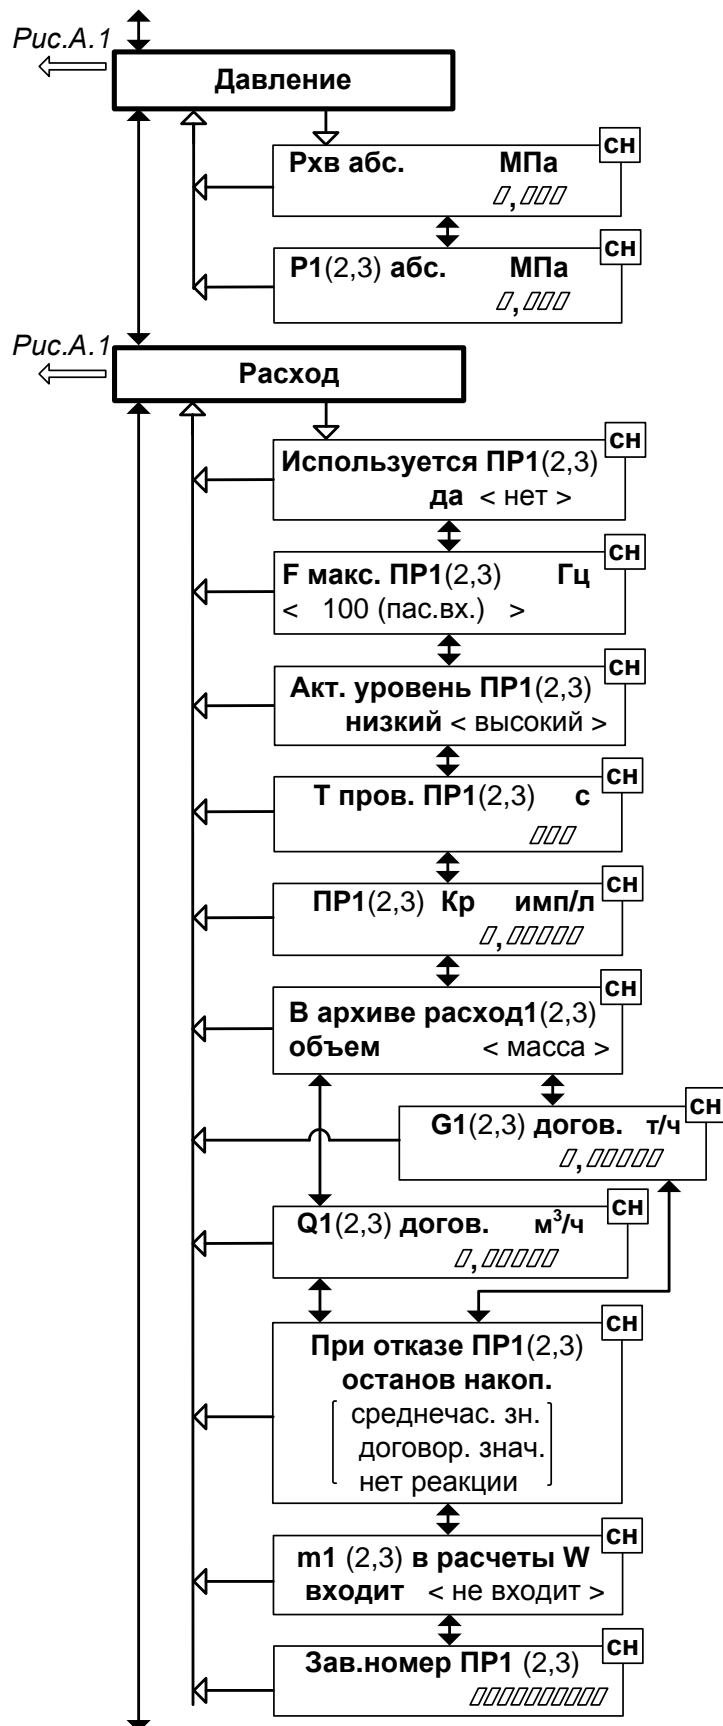 Рис.А.1
Давление
СН
Рхв абс. МПа
0,000
СН
Р1(2,3) абс. МПа
0,000
Рис.А.1
Расход
СН
Используется ПР1(2,3)
да < нет >
СН
F макс. ПР1(2,3) Гц
< 100 (пас.вх.) >
СН
Акт. уровень ПР1(2,3)
низкий < высокий >
СН
Т пров. ПР1(2,3) с
000
СН
ПР1(2,3) Кр имп/л
0,00000
СН
В архиве расход1(2,3)
объем < масса >
СН
G1(2,3) догов. т/ч
0,00000
СН
Q1(2,3) догов. м³/ч
0,00000
СН
При отказе ПР1(2,3)
останов накоп.
среднечас. зн.
договор. знач.
нет реакции
СН
m1 (2,3) в расчеты W
входит < не входит >
СН
Зав.номер ПР1 (2,3)
0000000000